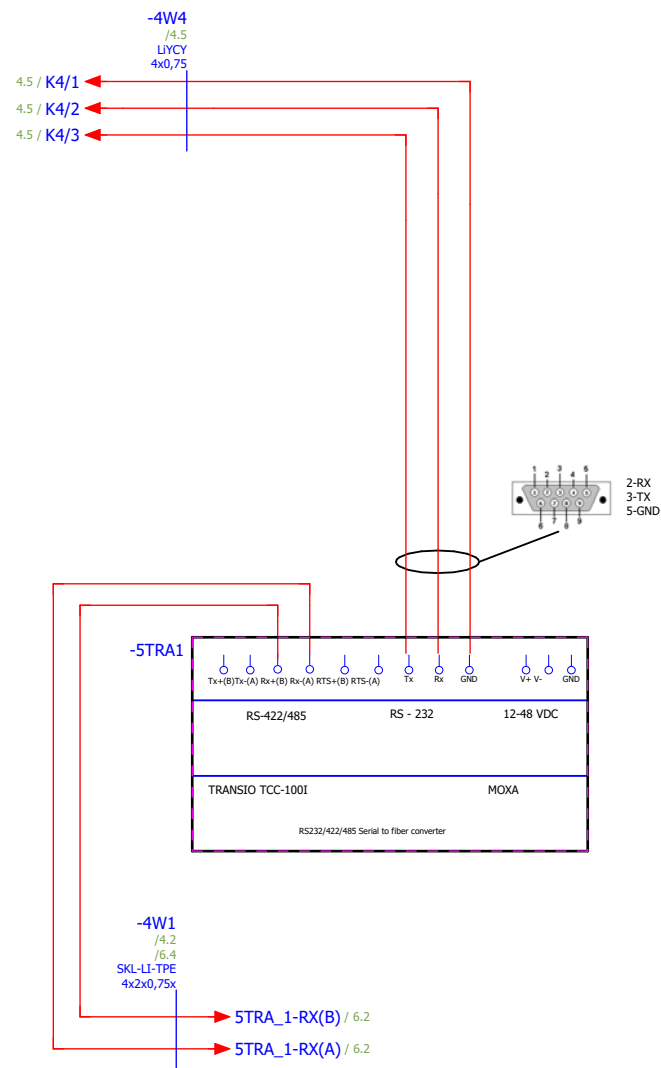 -4W4
/4.5
LiYCY
4x0,75
4.5 / K4/1
4.5 / K4/2
4.5 / K4/3
1 2 3 4 5
6 7 8 9
2-RX
3-TX
5-GND
-5TRA1
Tx+(B) Tx-(A) Rx+(B) Rx-(A) RTS+(B) RTS-(A) Tx Rx GND V+ V- GND
RS-422/485 RS - 232 12-48 VDC
TRANSIO TCC-100I MOXA
RS232/422/485 Serial to fiber converter
-4W1
/4.2
/6.4
SKL-LI-TPE
4x2x0,75x
5TRA_1-RX(B) / 6.2
5TRA_1-RX(A) / 6.2